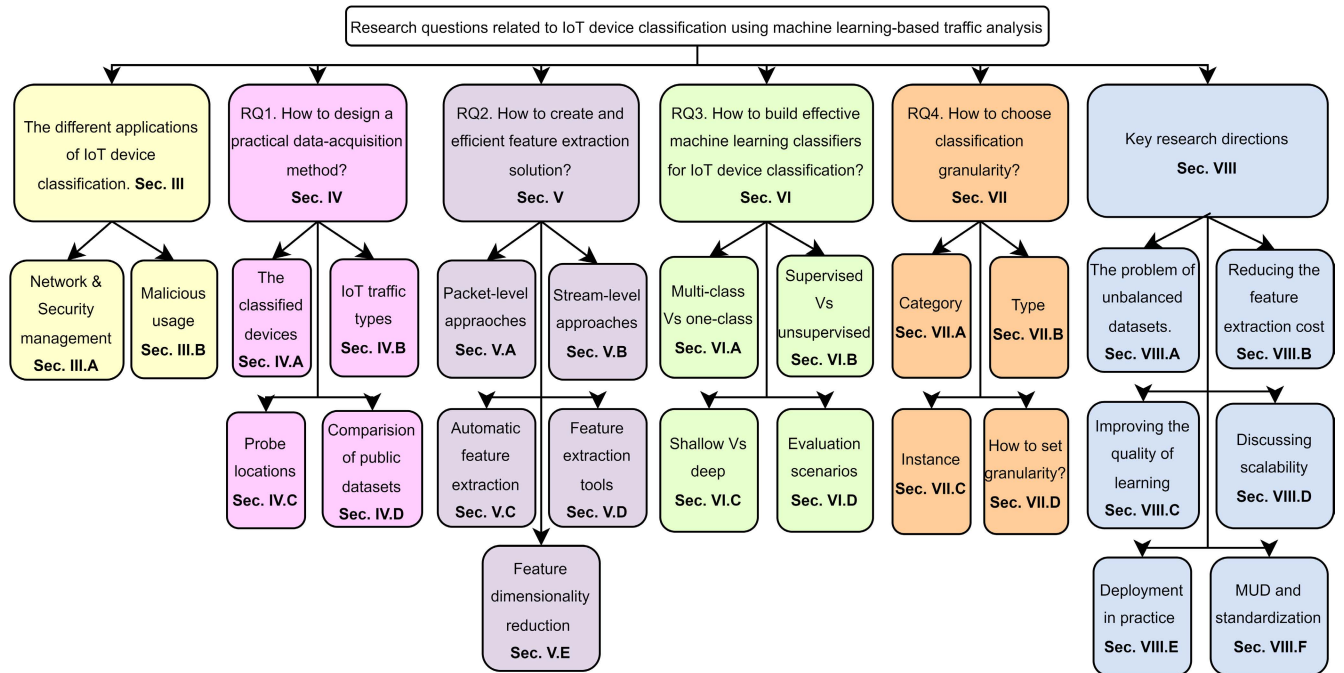 Research questions related to IoT device classification using machine learning-based traffic analysis
The different applications
of IoT device
classification. Sec. III
RQ1. How to design a
practical data-acquisition
method?
Sec. IV
RQ2. How to create and
efficient feature extraction
solution?
Sec. V
RQ3. How to build effective
machine learning classifiers
for IoT device classification?
Sec. VI
RQ4. How to choose
classification
granularity?
Sec. VII
Key research directions
Sec. VIII
Network &
Security
management
Sec. III.A
Malicious
usage
Sec. III.B
The
classified
devices
Sec. IV.A
IoT traffic
types
Sec. IV.B
Packet-level
appraoches
Sec. V.A
Stream-level
approaches
Sec. V.B
Multi-class
Vs one-class
Sec. VI.A
Supervised
Vs
unsupervised
Sec. VI.B
Category
Sec. VII.A
Type
Sec. VII.B
The problem of
unbalanced
datasets.
Sec. VIII.A
Reducing the
feature
extraction cost
Sec. VIII.B
Probe
locations
Sec. IV.C
Comparision
of public
datasets
Sec. IV.D
Automatic
feature
extraction
Sec. V.C
Feature
extraction
tools
Sec. V.D
Shallow Vs
deep
Sec. VI.C
Evaluation
scenarios
Sec. VI.D
Instance
Sec. VII.C
How to set
granularity?
Sec. VII.D
Improving the
quality of
learning
Sec. VIII.C
Discussing
scalability
Sec. VIII.D
Feature
dimensionality
reduction
Sec. V.E
Deployment
in practice
Sec. VIII.E
MUD and
standardization
Sec. VIII.F